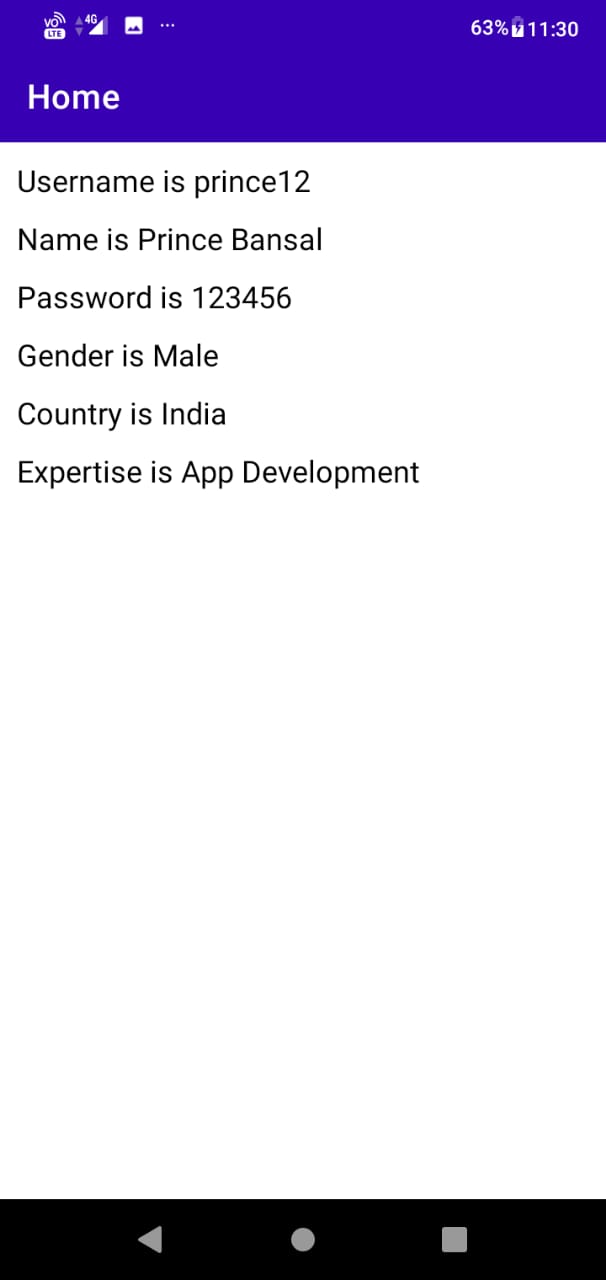 VO LTE 4G ... 63% 11:30
Home
Username is prince12
Name is Prince Bansal
Password is 123456
Gender is Male
Country is India
Expertise is App Development